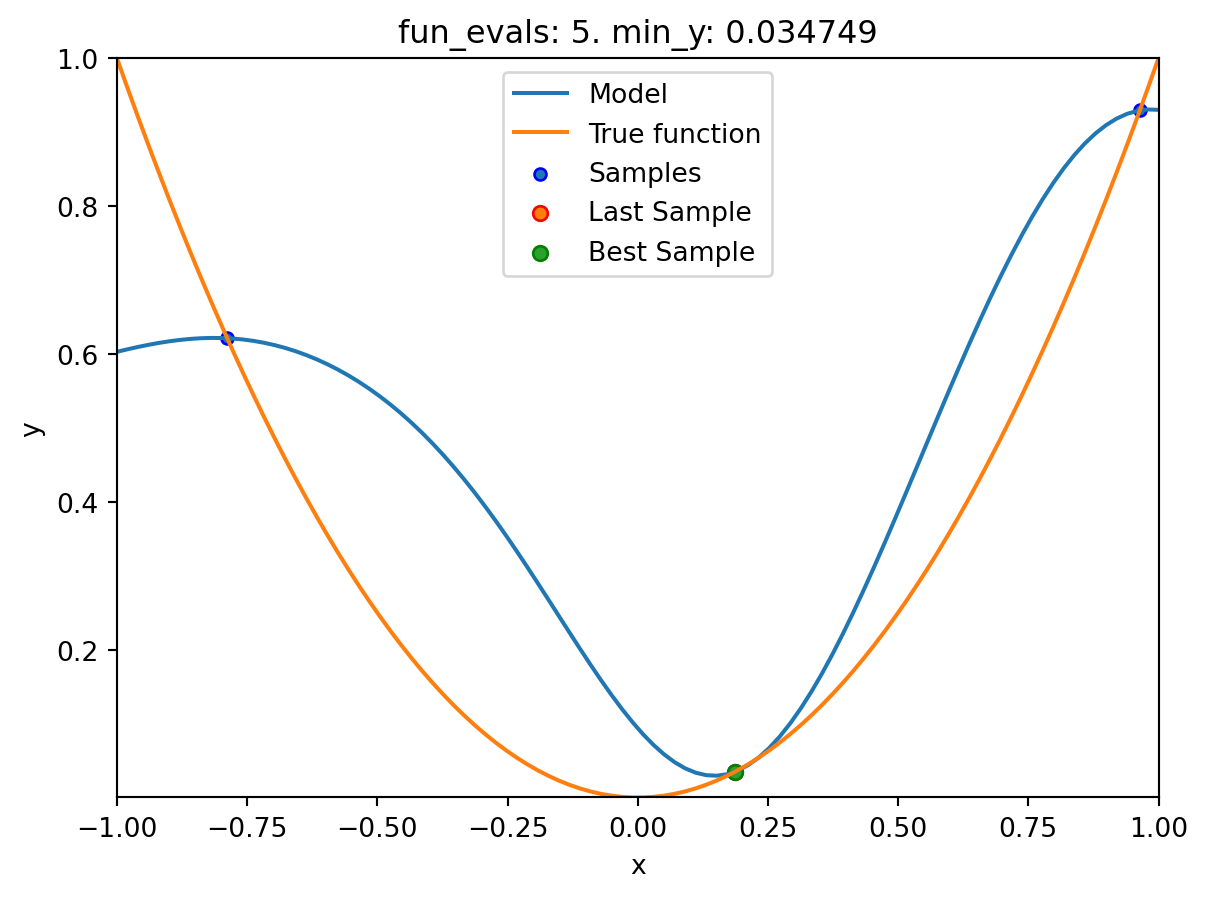 fun_evals: 5. min_y: 0.034749
1.0
0.8
0.6
0.4
0.2
y
Model
True function
Samples
Last Sample
Best Sample
−1.00 −0.75 −0.50 −0.25 0.00 0.25 0.50 0.75 1.00
x